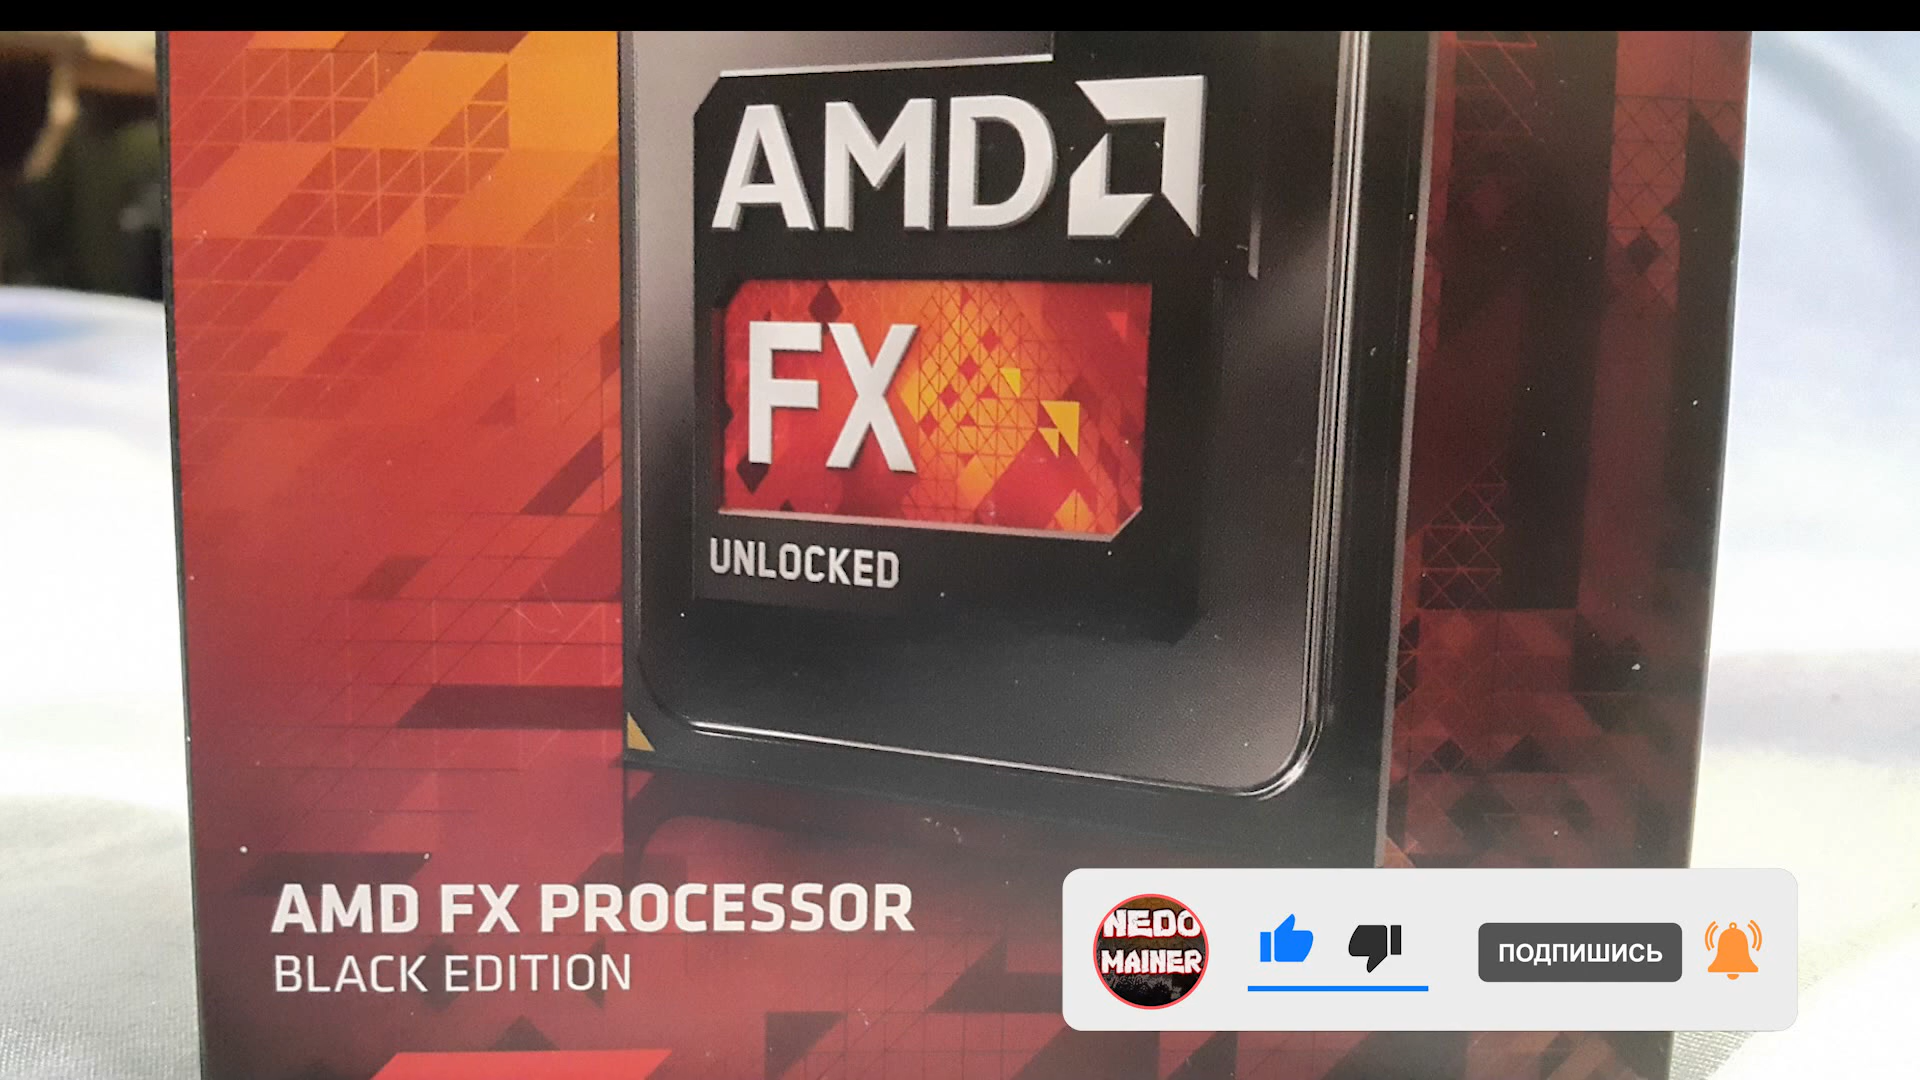 AMD
FX
UNLOCKED
AMD FX PROCESSOR
BLACK EDITION
NEDO
MAINER
ПОДПИШИСЬ